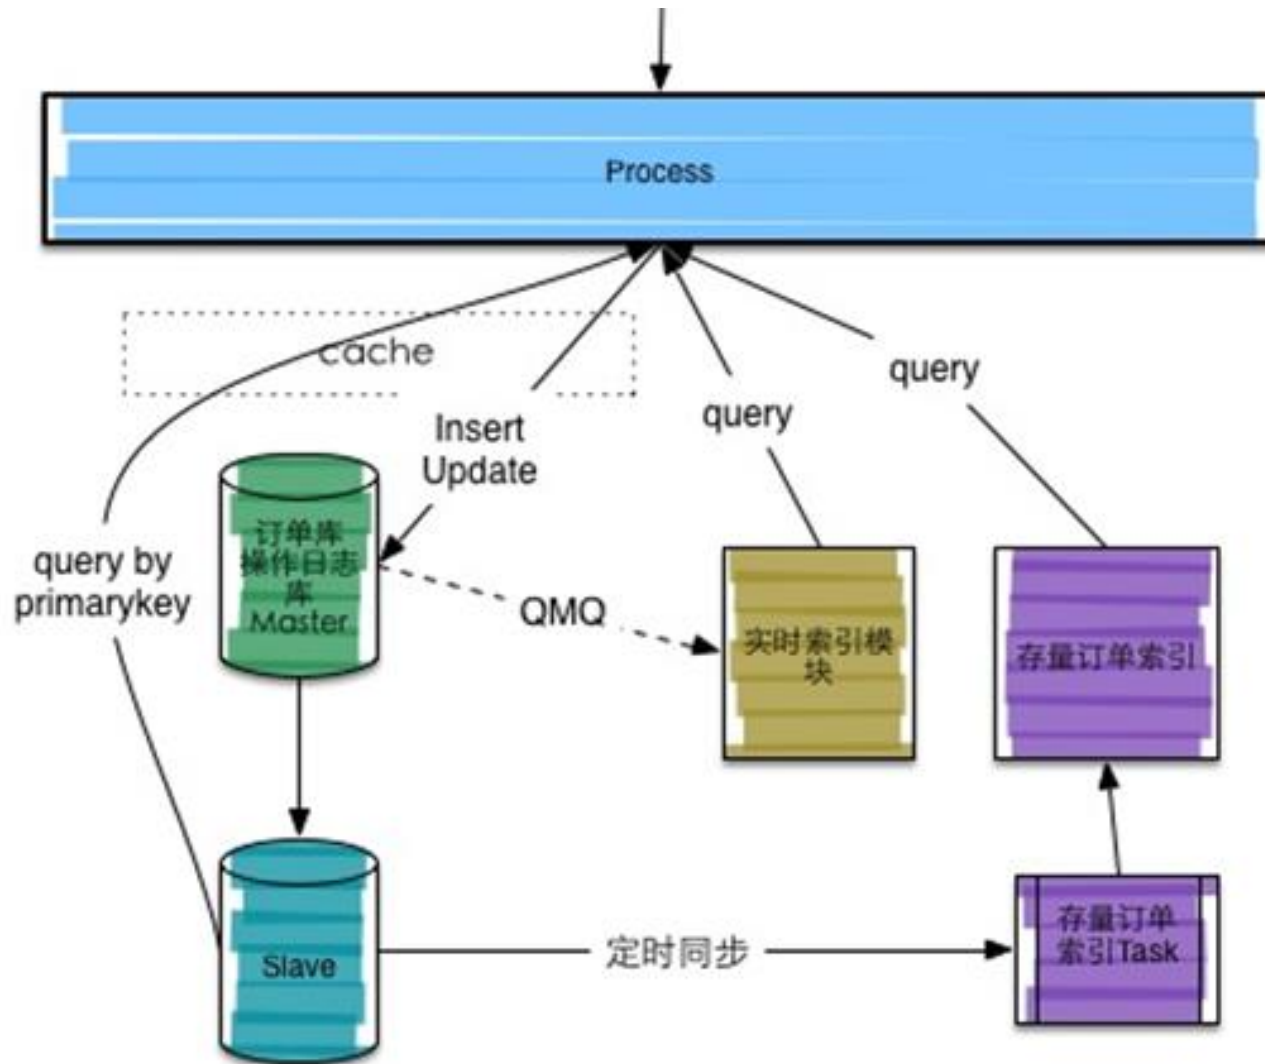 Process
cache
query
query
Insert
Update
订单库
操作日志
库
Master
query by
primarykey
QMQ
实时索引模
块
存量订单索引
Slave
定时同步
存量订单
索引Task